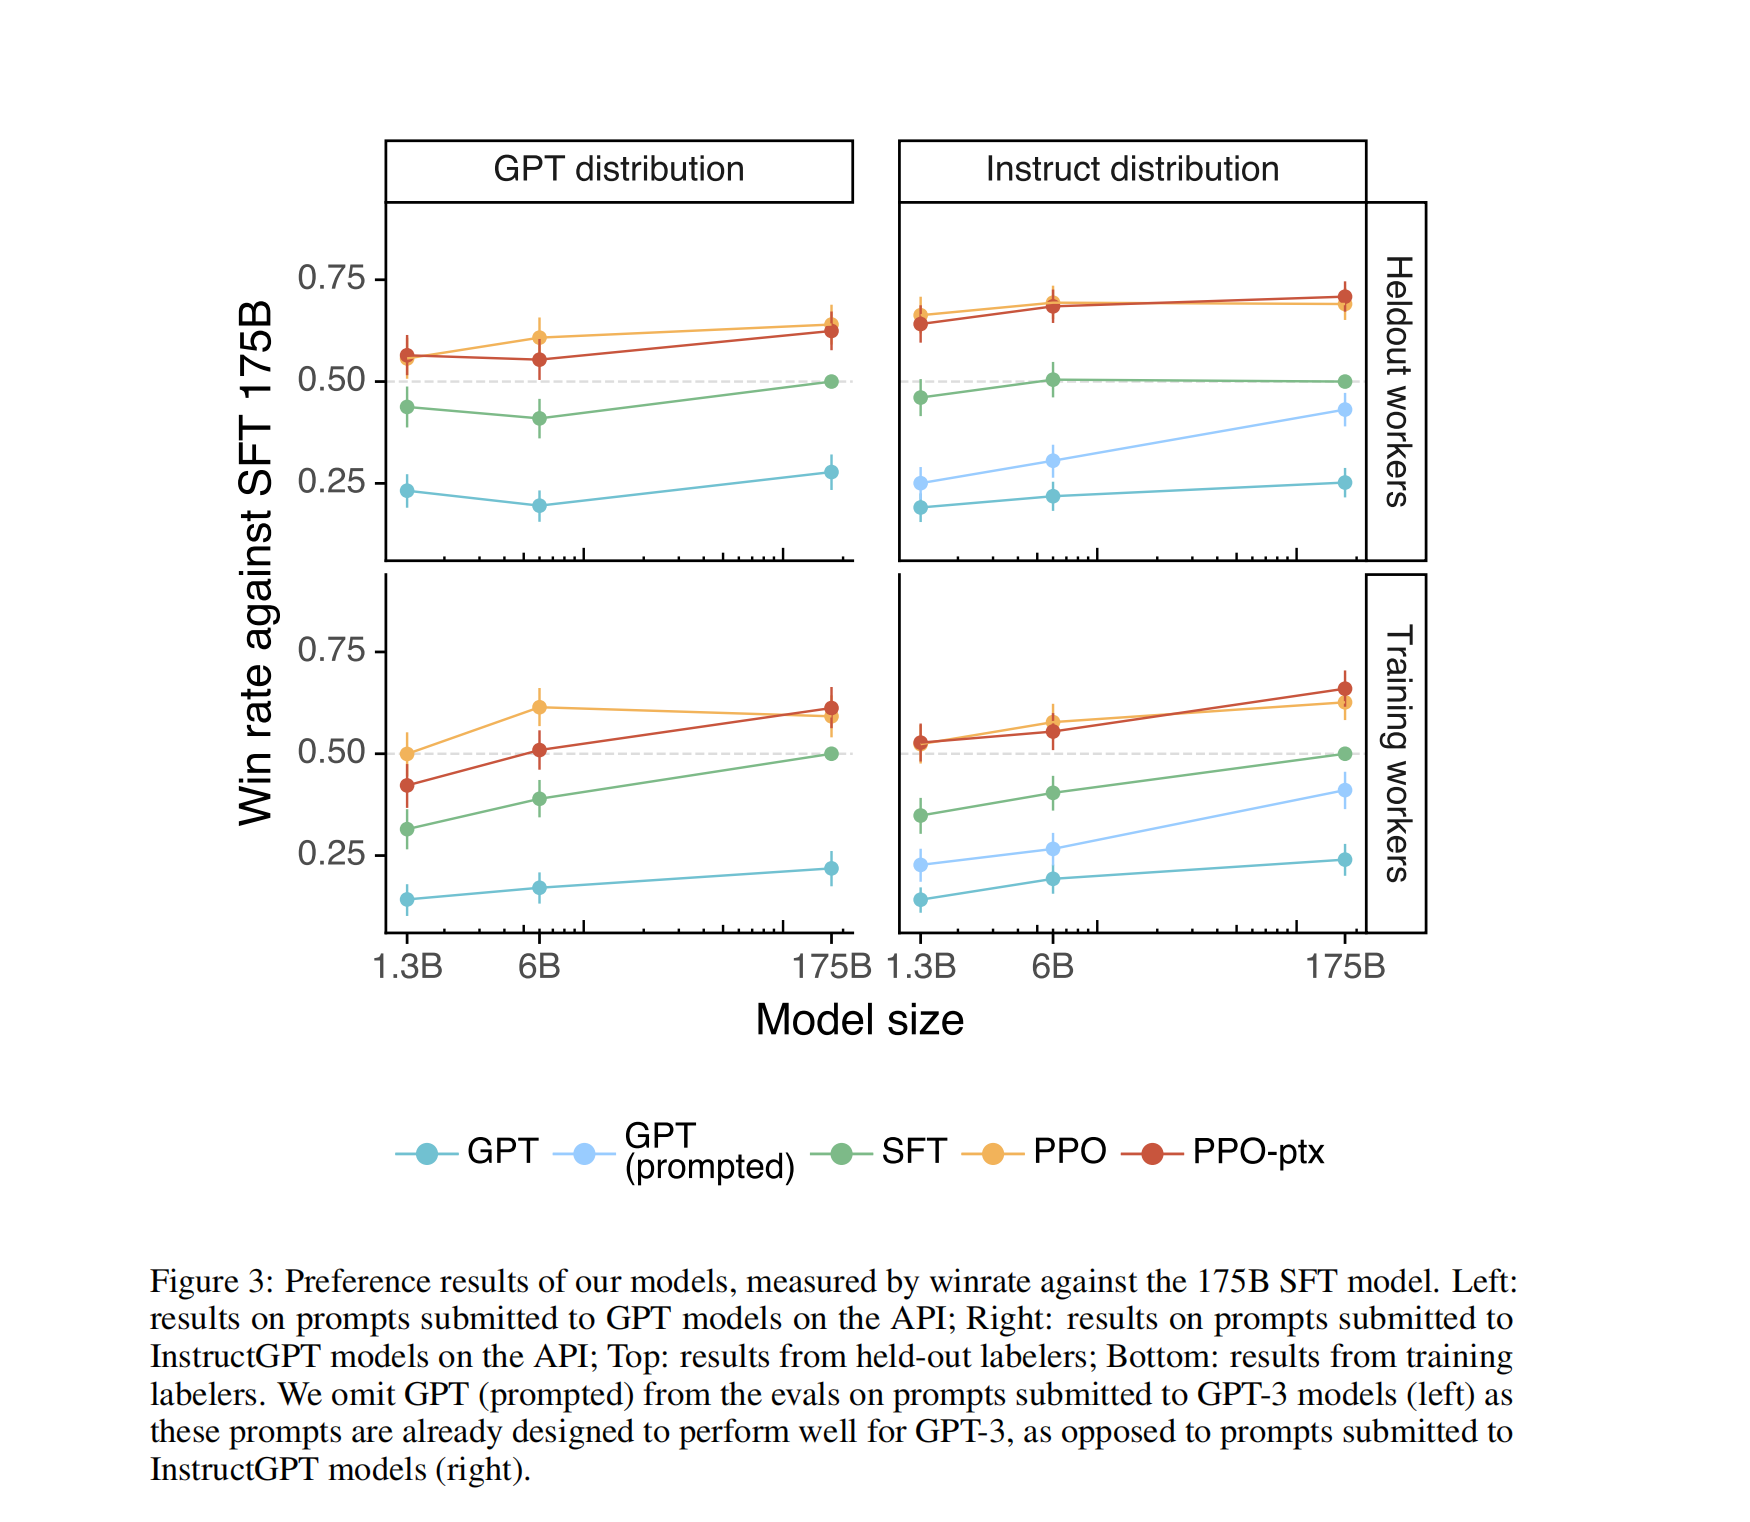 GPT distribution
Instruct distribution
Win rate against SFT 175B
0.75
0.50
0.25
Heldout workers
0.75
0.50
0.25
Training workers
1.3B
6B
175B
1.3B
6B
175B
Model size
GPT
GPT
(prompted)
SFT
PPO
PPO-ptx
Figure 3: Preference results of our models, measured by winrate against the 175B SFT model. Left:
results on prompts submitted to GPT models on the API; Right: results on prompts submitted to
InstructGPT models on the API; Top: results from held-out labelers; Bottom: results from training
labelers. We omit GPT (prompted) from the evals on prompts submitted to GPT-3 models (left) as
these prompts are already designed to perform well for GPT-3, as opposed to prompts submitted to
InstructGPT models (right).